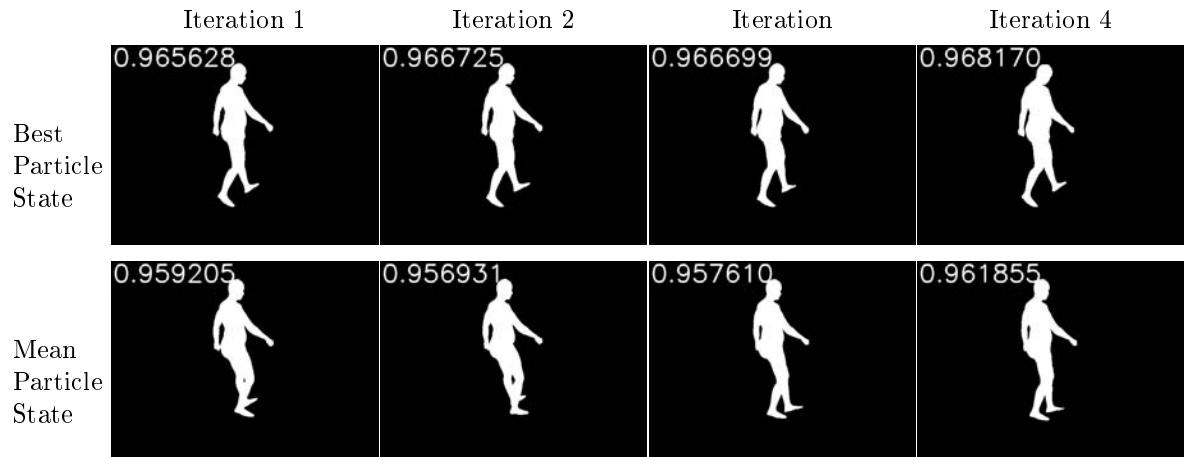 Iteration 1 Iteration 2 Iteration Iteration 4
0.965628 0.966725 0.966699 0.968170
Best
Particle
State
0.959205 0.956931 0.957610 0.961855
Mean
Particle
State